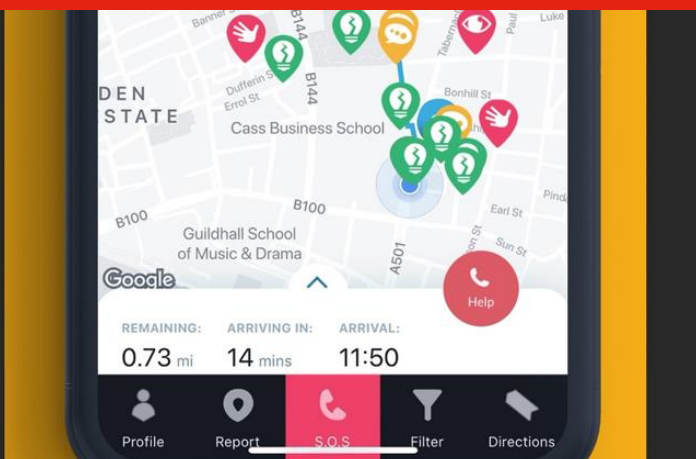 Banner
B144
Luke
Paul
Tabernac
Dufferin S
Errol St
B144
Bonhill St
DEN
STATE
Cass Business School
B100
B100
Guildhall School
of Music & Drama
A501
Earl St
Sun St
Pind
on St
Google
Help
REMAINING: ARRIVING IN: ARRIVAL:
0.73 mi 14 mins 11:50
Profile Report S.O.S Filter Directions